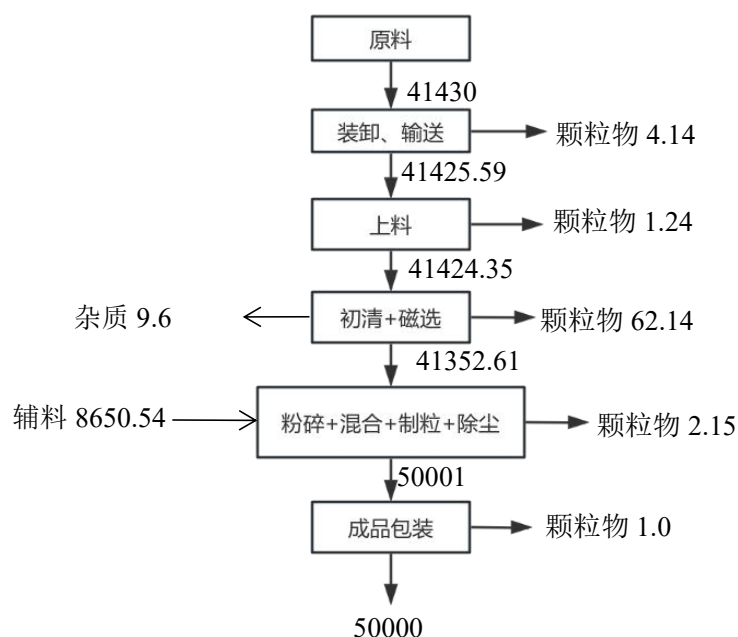 原料
41430
装卸、输送
颗粒物 4.14
41425.59
上料
颗粒物 1.24
41424.35
杂质 9.6
初清+磁选
颗粒物 62.14
41352.61
辅料 8650.54
粉碎+混合+制粒+除尘
颗粒物 2.15
50001
成品包装
颗粒物 1.0
50000